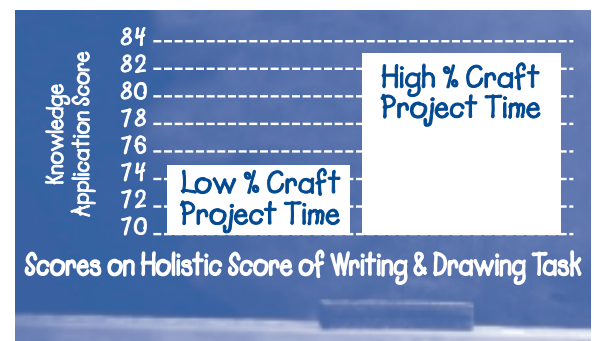 Knowledge
Application Score
84
82
80
78
76
74
72
70
Low % Craft
Project Time
High % Craft
Project Time
Scores on Holistic Score of Writing & Drawing Task